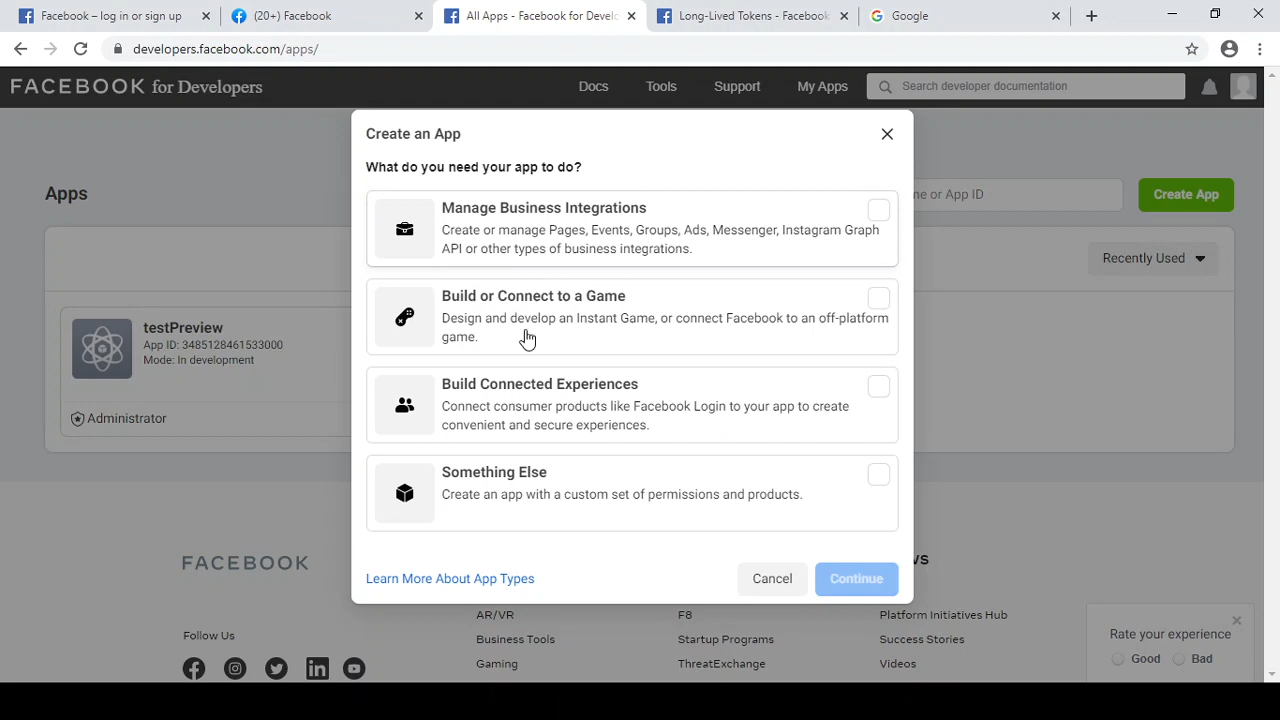 Facebook – log in or sign up
(20+) Facebook
All Apps - Facebook for Develo
Long-Lived Tokens - Facebook
Google
developers.facebook.com/apps/
FACEBOOK for Developers
Docs
Tools
Support
My Apps
Search developer documentation
Create an App
What do you need your app to do?
Apps
me or App ID
Create App
Manage Business Integrations
Create or manage Pages, Events, Groups, Ads, Messenger, Instagram Graph
API or other types of business integrations.
Recently Used
Build or Connect to a Game
Design and develop an Instant Game, or connect Facebook to an off-platform
game.
testPreview
App ID: 3485128461533000
Mode: In development
Administrator
Build Connected Experiences
Connect consumer products like Facebook Login to your app to create
convenient and secure experiences.
Something Else
Create an app with a custom set of permissions and products.
Learn More About App Types
Cancel
Continue
FACEBOOK
WS
Follow Us
AR/VR
F8
Platform Initiatives Hub
Business Tools
Startup Programs
Success Stories
Gaming
ThreatExchange
Videos
Rate your experience
Good
Bad